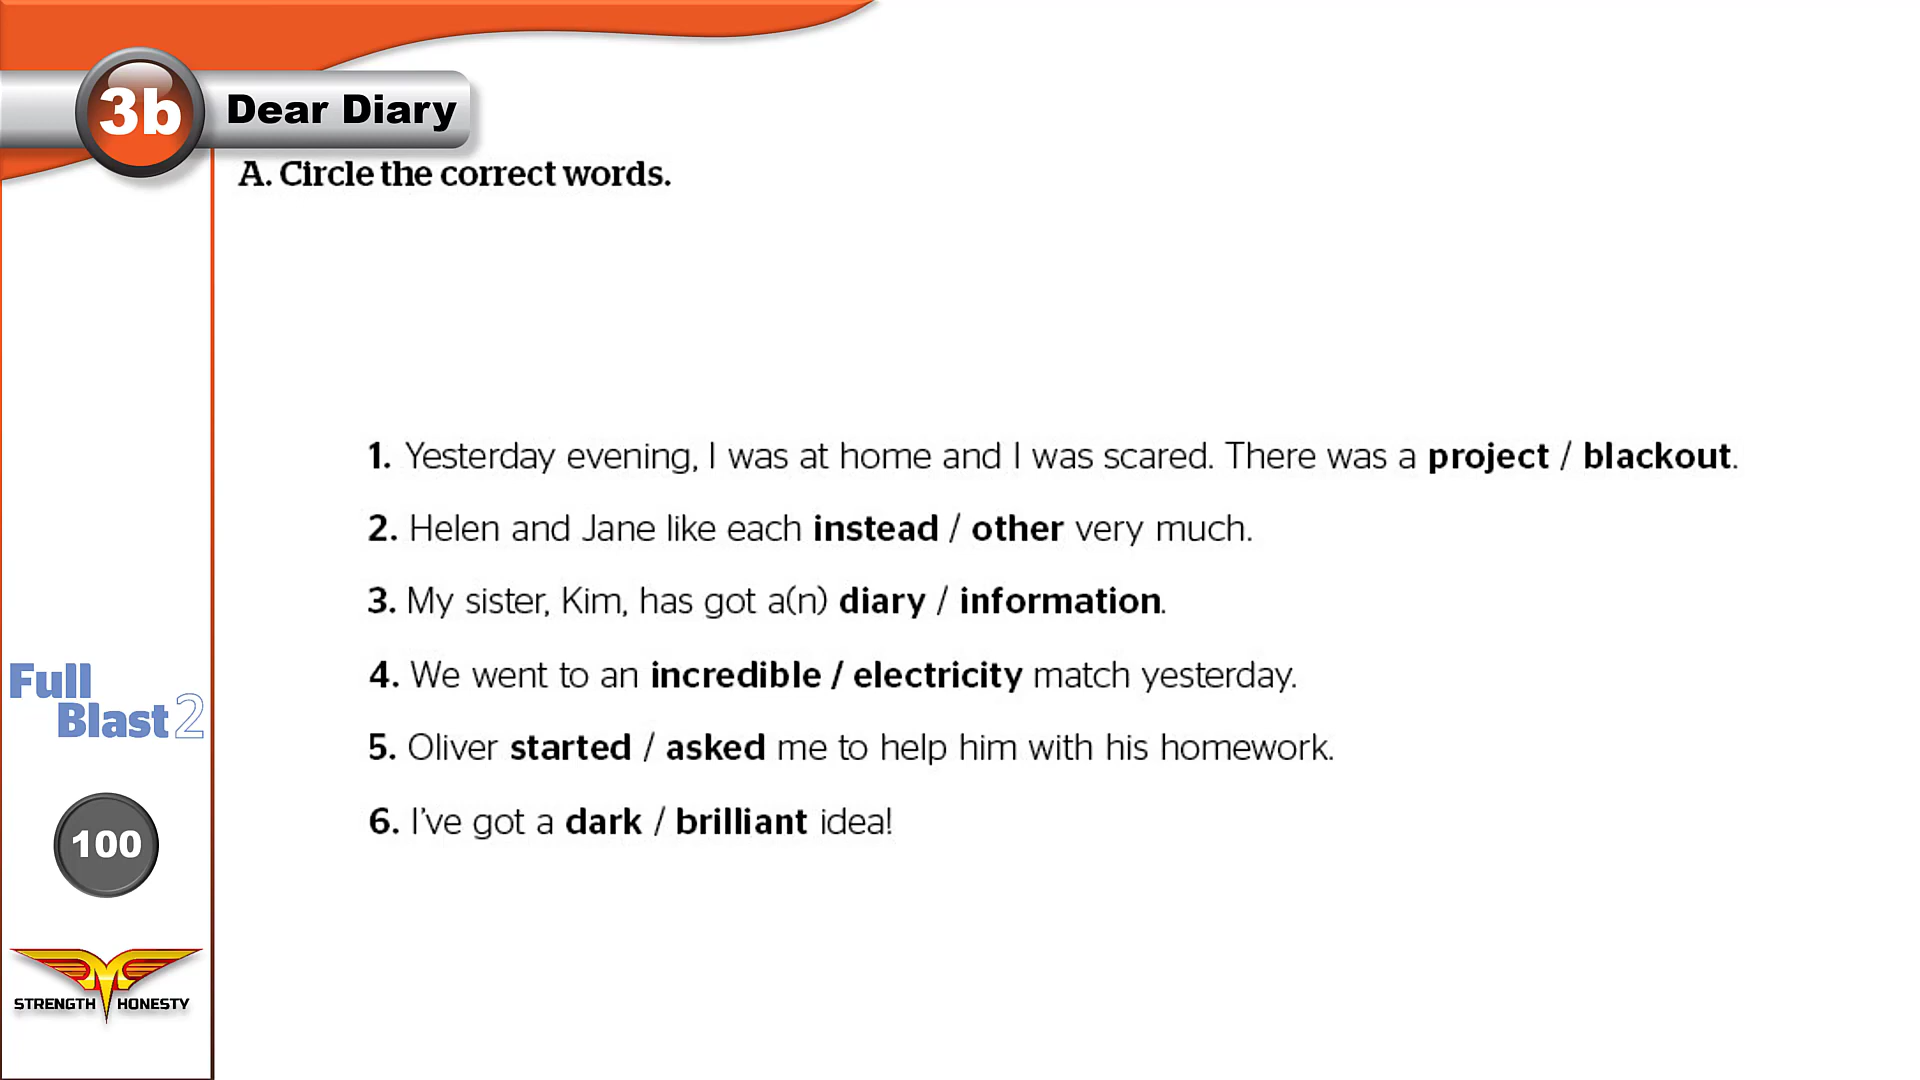 3b Dear Diary
A. Circle the correct words.
1. Yesterday evening, I was at home and I was scared. There was a project / blackout.
2. Helen and Jane like each instead / other very much.
3. My sister, Kim, has got a(n) diary / information.
4. We went to an incredible / electricity match yesterday.
5. Oliver started / asked me to help him with his homework.
6. I've got a dark / brilliant idea!
Full
Blast 2
100
STRENGTH HONESTY